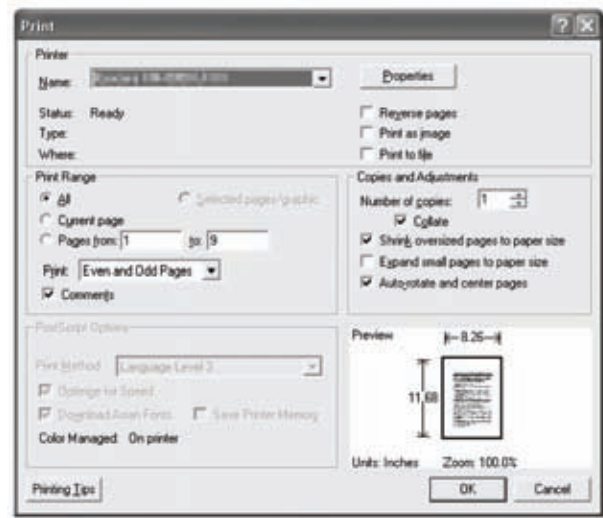 Print
Printer
Name:
Properties
Status: Ready
Type:
Where:
Reverse pages
Print as image
Print to file
Print Range
All
Selected pages/graphic
Current page
Pages from: 1 to: 9
Print: Even and Odd Pages
Comments
Copies and Adjustments
Number of copies: 1
Collate
Shrink oversized pages to paper size
Expand small pages to paper size
Auto-rotate and center pages
PostScript Options
Print Method Language Level 3
Optimize for Speed
Download Asian Fonts Save Printer Memory
Color Managed: On printer
Preview
8.26
11.68
Units: Inches Zoom: 100.0%
Printing Tips
OK
Cancel